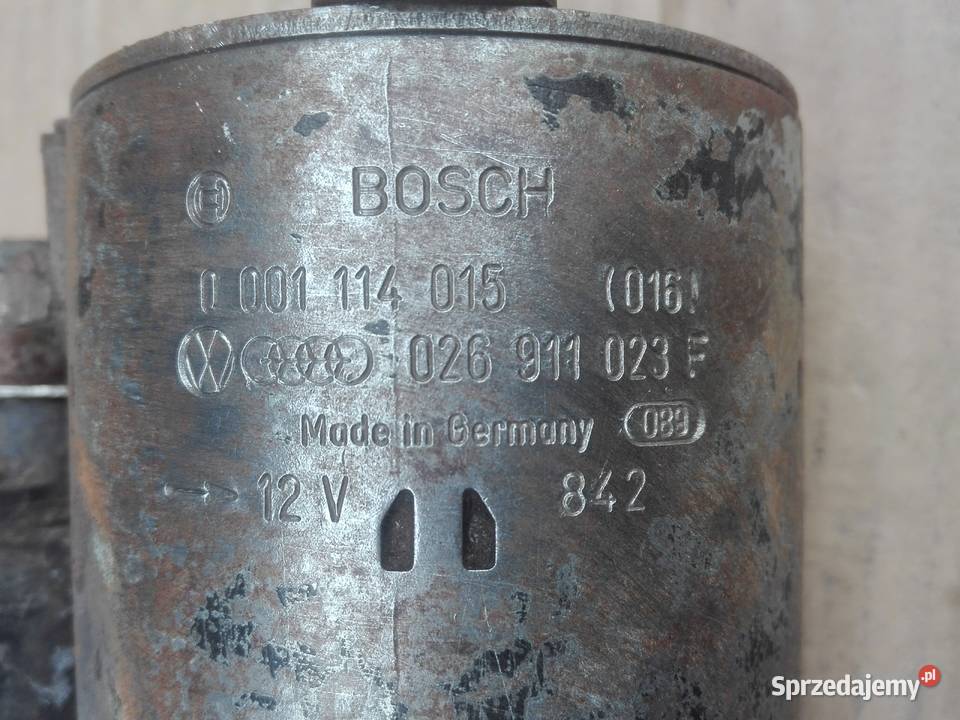 BOSCH
0 001 114 015 (016)
026 911 023 F
Made in Germany 089
12 V 842
Sprzedajemy.pl